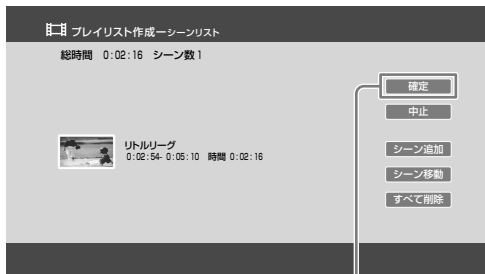 プレイリスト作成ーシーンリスト
総時間 0:02:16 シーン数1
確定
中止
リトルリーグ
0:02:54- 0:05:10 時間 0:02:16
シーン追加
シーン移動
すべて削除